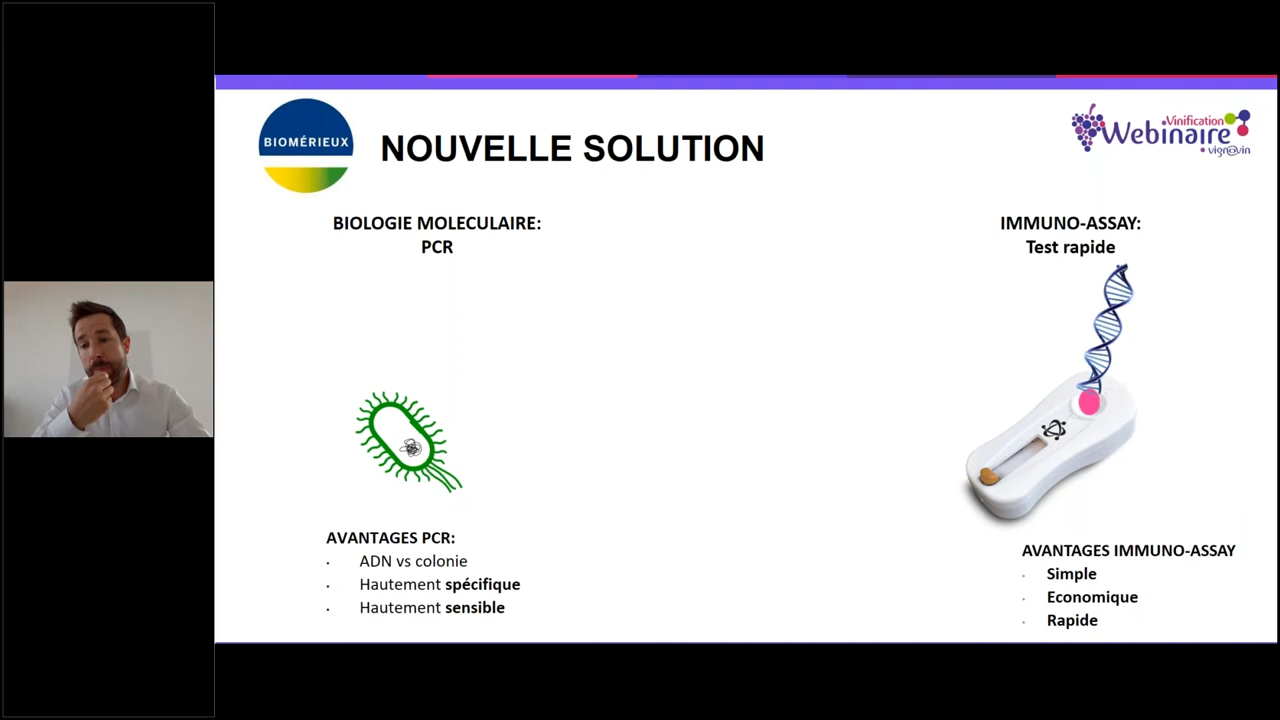 BIOMÉRIEUX
NOUVELLE SOLUTION
Vinification
Webinaire
vign@vin
BIOLOGIE MOLECULAIRE:
PCR
IMMUNO-ASSAY:
Test rapide
AVANTAGES PCR:
· ADN vs colonie
· Hautement spécifique
· Hautement sensible
AVANTAGES IMMUNO-ASSAY
· Simple
· Economique
· Rapide